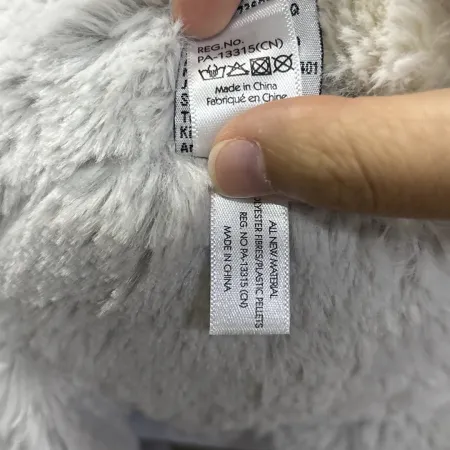 REG.NO.
PA-13315(CN)
Made in China
Fabriqué en Chine
401
ALL NEW MATERIAL
POLYESTER FIBRES/PLASTIC PELLETS
REG. NO PA-13315 (CN)
MADE IN CHINA